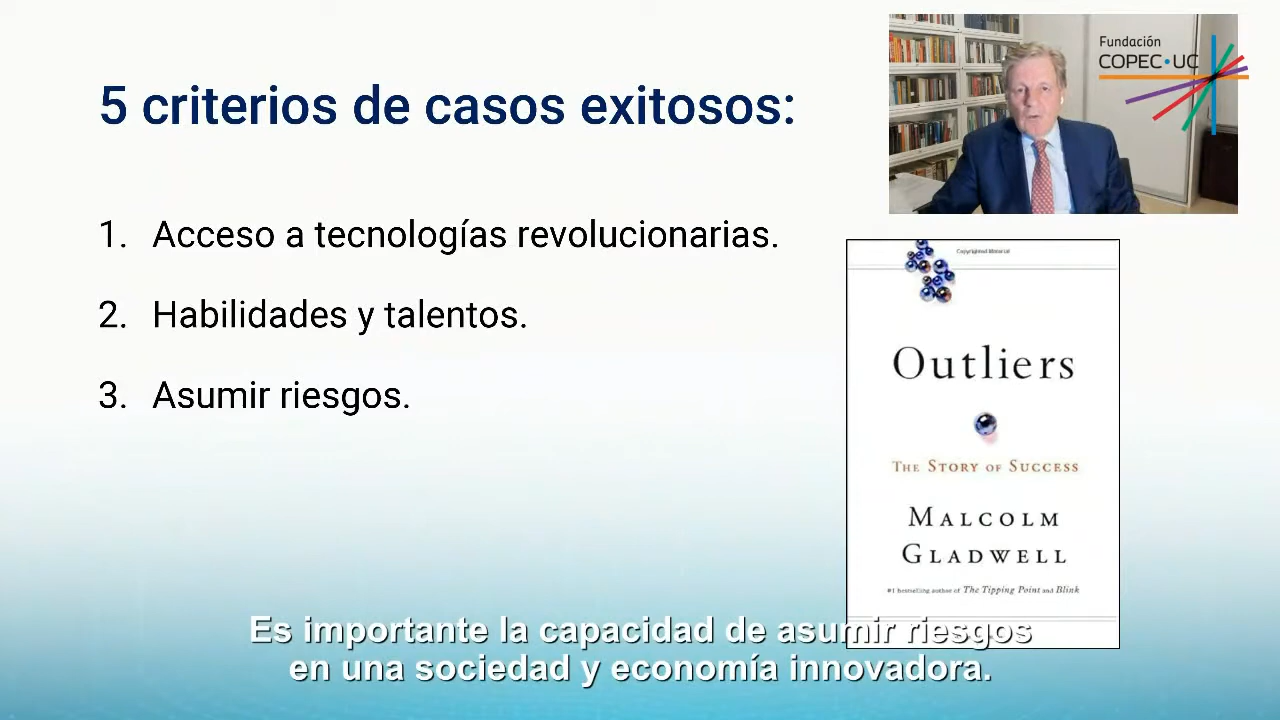 Fundación
COPEC•UC
5 criterios de casos exitosos:
1. Acceso a tecnologías revolucionarias.
2. Habilidades y talentos.
3. Asumir riesgos.
Copyrighted Material
Outliers
THE STORY OF SUCCESS
MALCOLM
GLADWELL
#1 bestselling author of The Tipping Point and Blink
Es importante la capacidad de asumir riesgos
en una sociedad y economía innovadora.